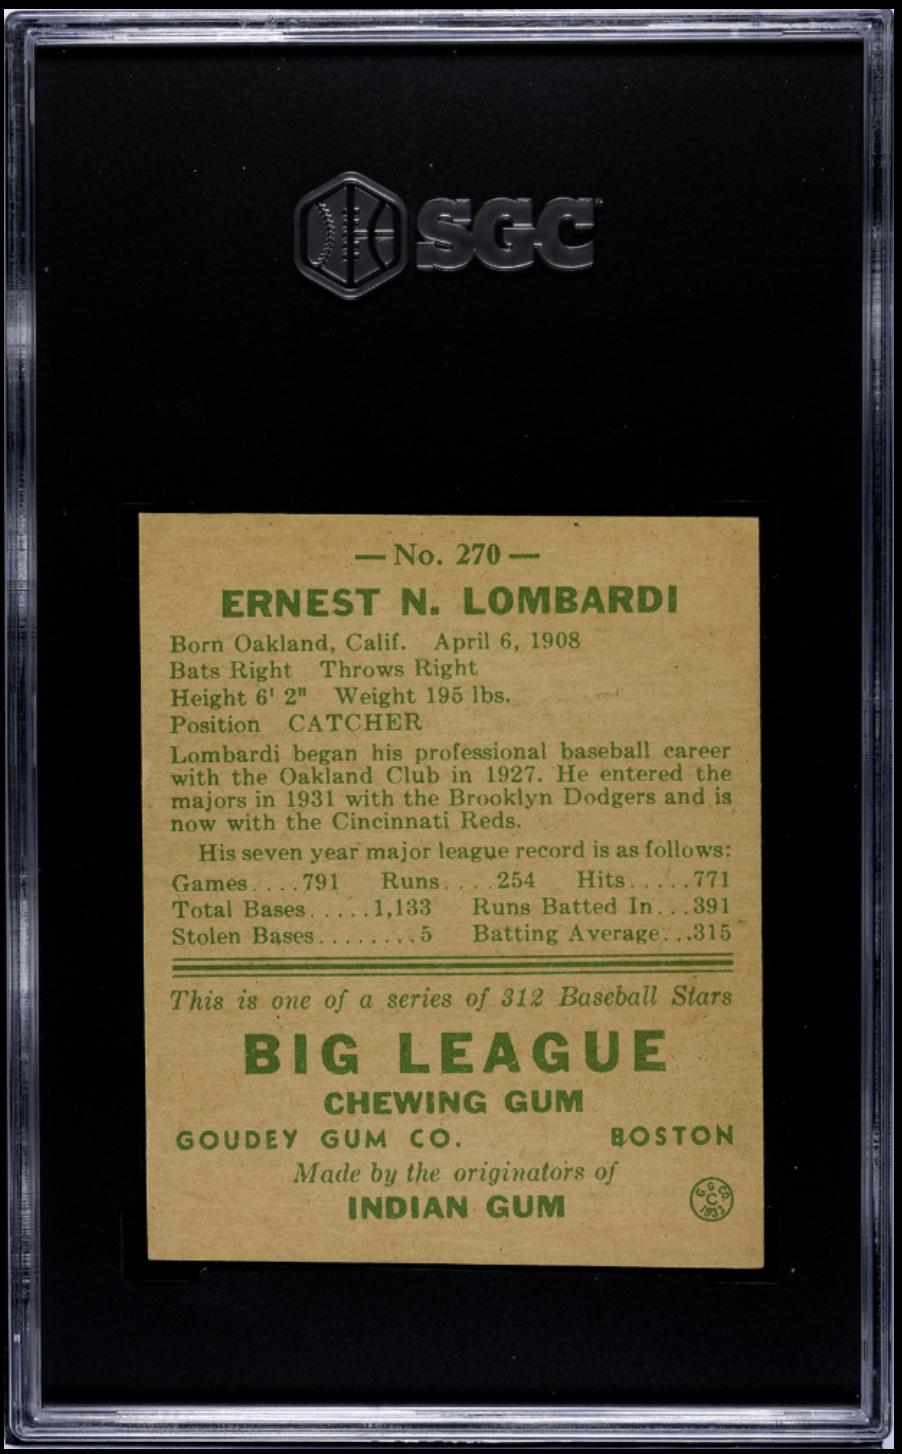 SGC
— No. 270 —
ERNEST N. LOMBARDI
Born Oakland, Calif. April 6, 1908
Bats Right Throws Right
Height 6' 2" Weight 195 lbs.
Position CATCHER
Lombardi began his professional baseball career
with the Oakland Club in 1927. He entered the
majors in 1931 with the Brooklyn Dodgers and is
now with the Cincinnati Reds.
His seven year major league record is as follows:
Games....791 Runs....254 Hits.....771
Total Bases.....1,133 Runs Batted In...391
Stolen Bases........5 Batting Average...315
This is one of a series of 312 Baseball Stars
BIG LEAGUE
CHEWING GUM
GOUDEY GUM CO. BOSTON
Made by the originators of
INDIAN GUM
G. G. CO.
C
1933